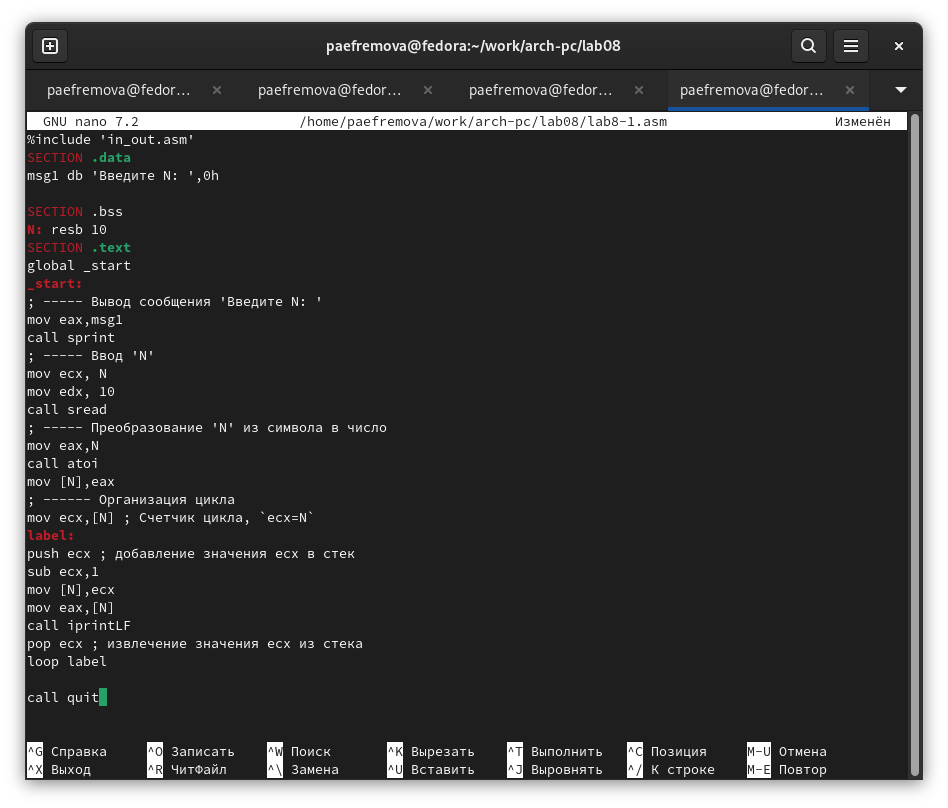 paefremova@fedora:~/work/arch-pc/lab08
paefremova@fedor... paefremova@fedor... paefremova@fedor... paefremova@fedor...
GNU nano 7.2 /home/paefremova/work/arch-pc/lab08/lab8-1.asm Изменён
%include 'in_out.asm'
SECTION .data
msg1 db 'Введите N: ',0h
SECTION .bss
N: resb 10
SECTION .text
global _start
_start:
; ----- Вывод сообщения 'Введите N: '
mov eax,msg1
call sprint
; ----- Ввод 'N'
mov ecx, N
mov edx, 10
call sread
; ----- Преобразование 'N' из символа в число
mov eax,N
call atoi
mov [N],eax
; ------ Организация цикла
mov ecx,[N] ; Счетчик цикла, `ecx=N`
label:
push ecx ; добавление значения ecx в стек
sub ecx,1
mov [N],ecx
mov eax,[N]
call iprintLF
pop ecx ; извлечение значения ecx из стека
loop label
call quit
^G Справка ^O Записать ^W Поиск ^K Вырезать ^T Выполнить ^C Позиция M-U Отмена
^X Выход ^R ЧитФайл ^\ Замена ^U Вставить ^J Выровнять ^/ К строке M-E Повтор